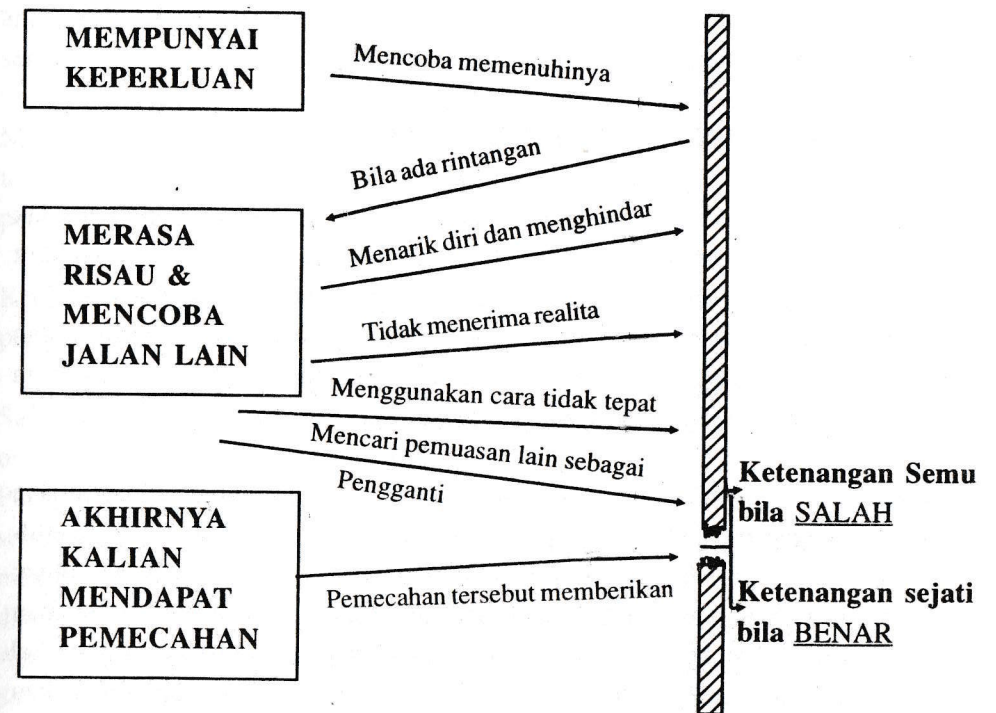 MEMPUNYAI
KEPERLUAN
Mencoba memenuhinya
Bila ada rintangan
MERASA
RISAU &
MENCOBA
JALAN LAIN
Menarik diri dan menghindar
Tidak menerima realita
Menggunakan cara tidak tepat
Mencari pemuasan lain sebagai
Pengganti
AKHIRNYA
KALIAN
MENDAPAT
PEMECAHAN
Pemecahan tersebut memberikan
Ketenangan Semu
bila SALAH
Ketenangan sejati
bila BENAR